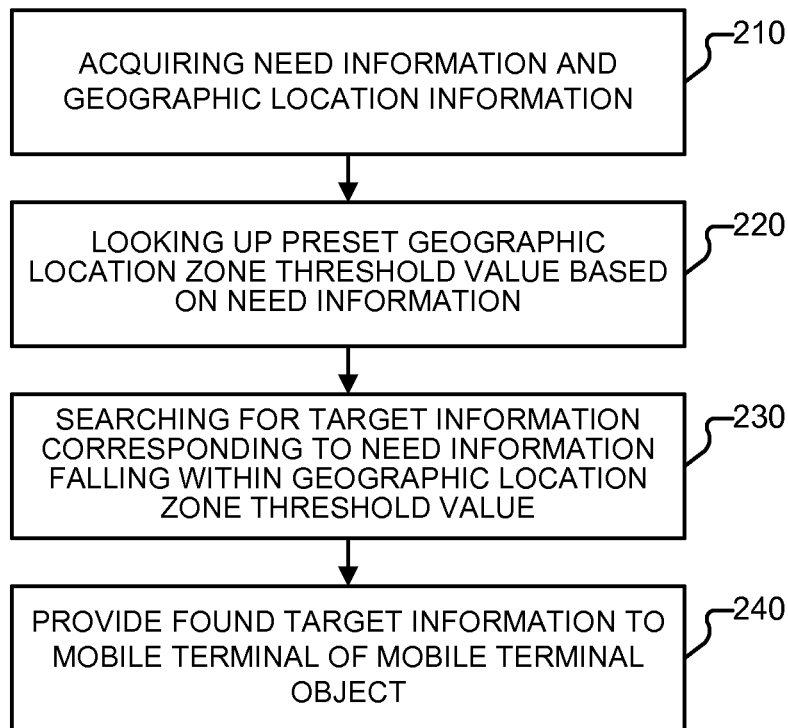 ACQUIRING NEED INFORMATION AND
GEOGRAPHIC LOCATION INFORMATION
210
LOOKING UP PRESET GEOGRAPHIC
LOCATION ZONE THRESHOLD VALUE BASED
ON NEED INFORMATION
220
SEARCHING FOR TARGET INFORMATION
CORRESPONDING TO NEED INFORMATION
FALLING WITHIN GEOGRAPHIC LOCATION
ZONE THRESHOLD VALUE
230
PROVIDE FOUND TARGET INFORMATION TO
MOBILE TERMINAL OF MOBILE TERMINAL
OBJECT
240